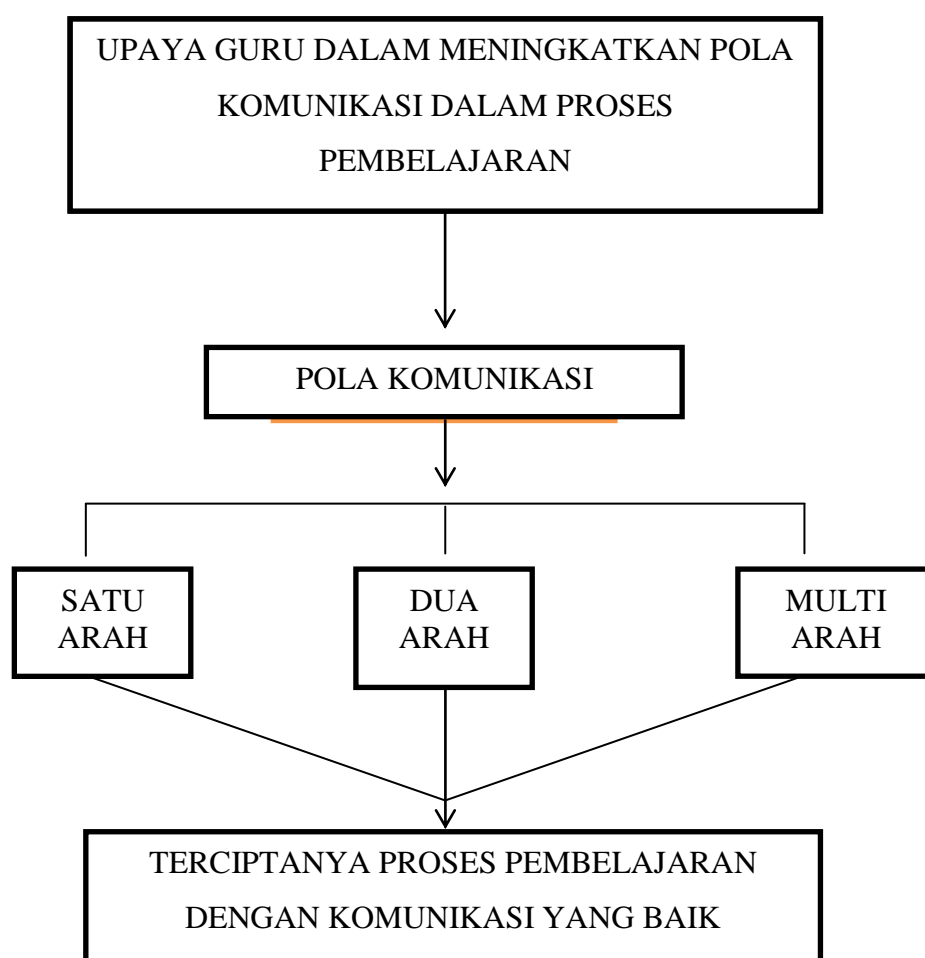 UPAYA GURU DALAM MENINGKATKAN POLA
KOMUNIKASI DALAM PROSES
PEMBELAJARAN
POLA KOMUNIKASI
SATU
ARAH
DUA
ARAH
MULTI
ARAH
TERCIPTANYA PROSES PEMBELAJARAN
DENGAN KOMUNIKASI YANG BAIK